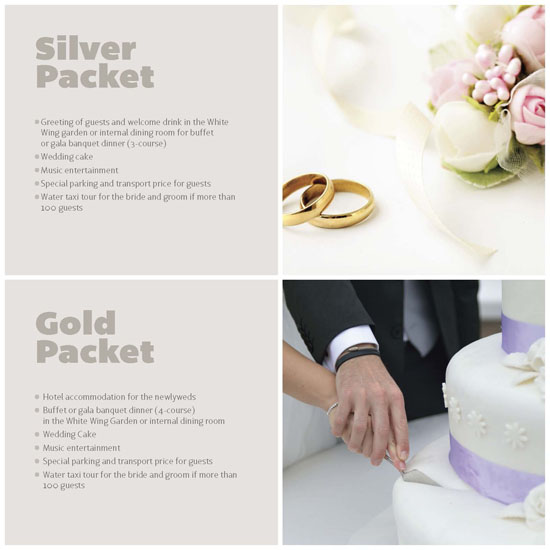 Silver
Packet
Greeting of guests and welcome drink in the White
Wing garden or internal dining room for buffet
or gala banquet dinner (3-course)
Wedding cake
Music entertainment
Special parking and transport price for guests
Water taxi tour for the bride and groom if more than
100 guests
Gold
Packet
Hotel accommodation for the newlyweds
Buffet or gala banquet dinner (4-course)
in the White Wing Garden or internal dining room
Wedding Cake
Music entertainment
Special parking and transport price for guests
Water taxi tour for the bride and groom if more than
100 guests